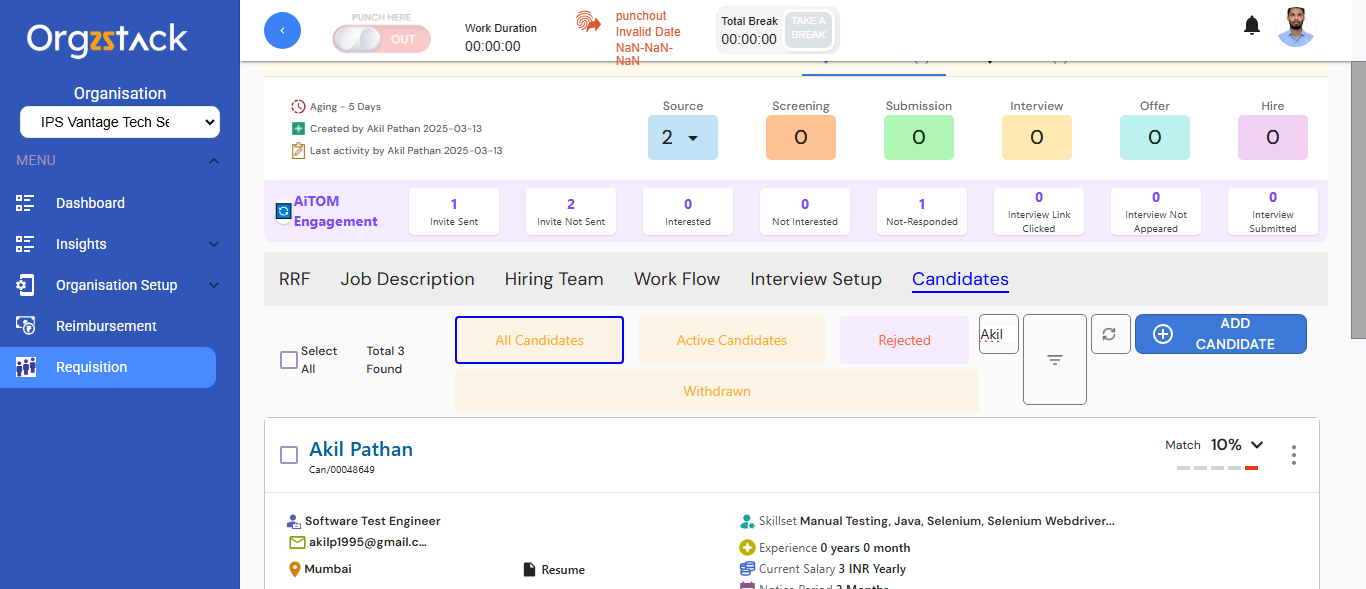 Orgzstack
PUNCH HERE
OUT
Work Duration
00:00:00
punchout
Invalid Date
NaN-NaN-
NaN
Total Break
00:00:00
TAKE A
BREAK
Organisation
IPS Vantage Tech Se
MENU
Dashboard
Insights
Organisation Setup
Reimbursement
Requisition
Aging - 5 Days
Created by Akil Pathan 2025-03-13
Last activity by Akil Pathan 2025-03-13
Source
2
Screening
0
Submission
0
Interview
0
Offer
0
Hire
0
AiTOM
Engagement
1
Invite Sent
2
Invite Not Sent
0
Interested
0
Not Interested
1
Not-Responded
0
Interview Link
Clicked
0
Interview Not
Appeared
0
Interview
Submitted
RRF Job Description Hiring Team Work Flow Interview Setup Candidates
Select
All
Total 3
Found
All Candidates
Active Candidates
Rejected
Withdrawn
Akil
ADD
CANDIDATE
Akil Pathan
Can/00048649
Match 10%
Software Test Engineer
akilp1995@gmail.c...
Mumbai
Resume
Skillset Manual Testing, Java, Selenium, Selenium Webdriver...
Experience 0 years 0 month
Current Salary 3 INR Yearly
Notice Period 2 Months